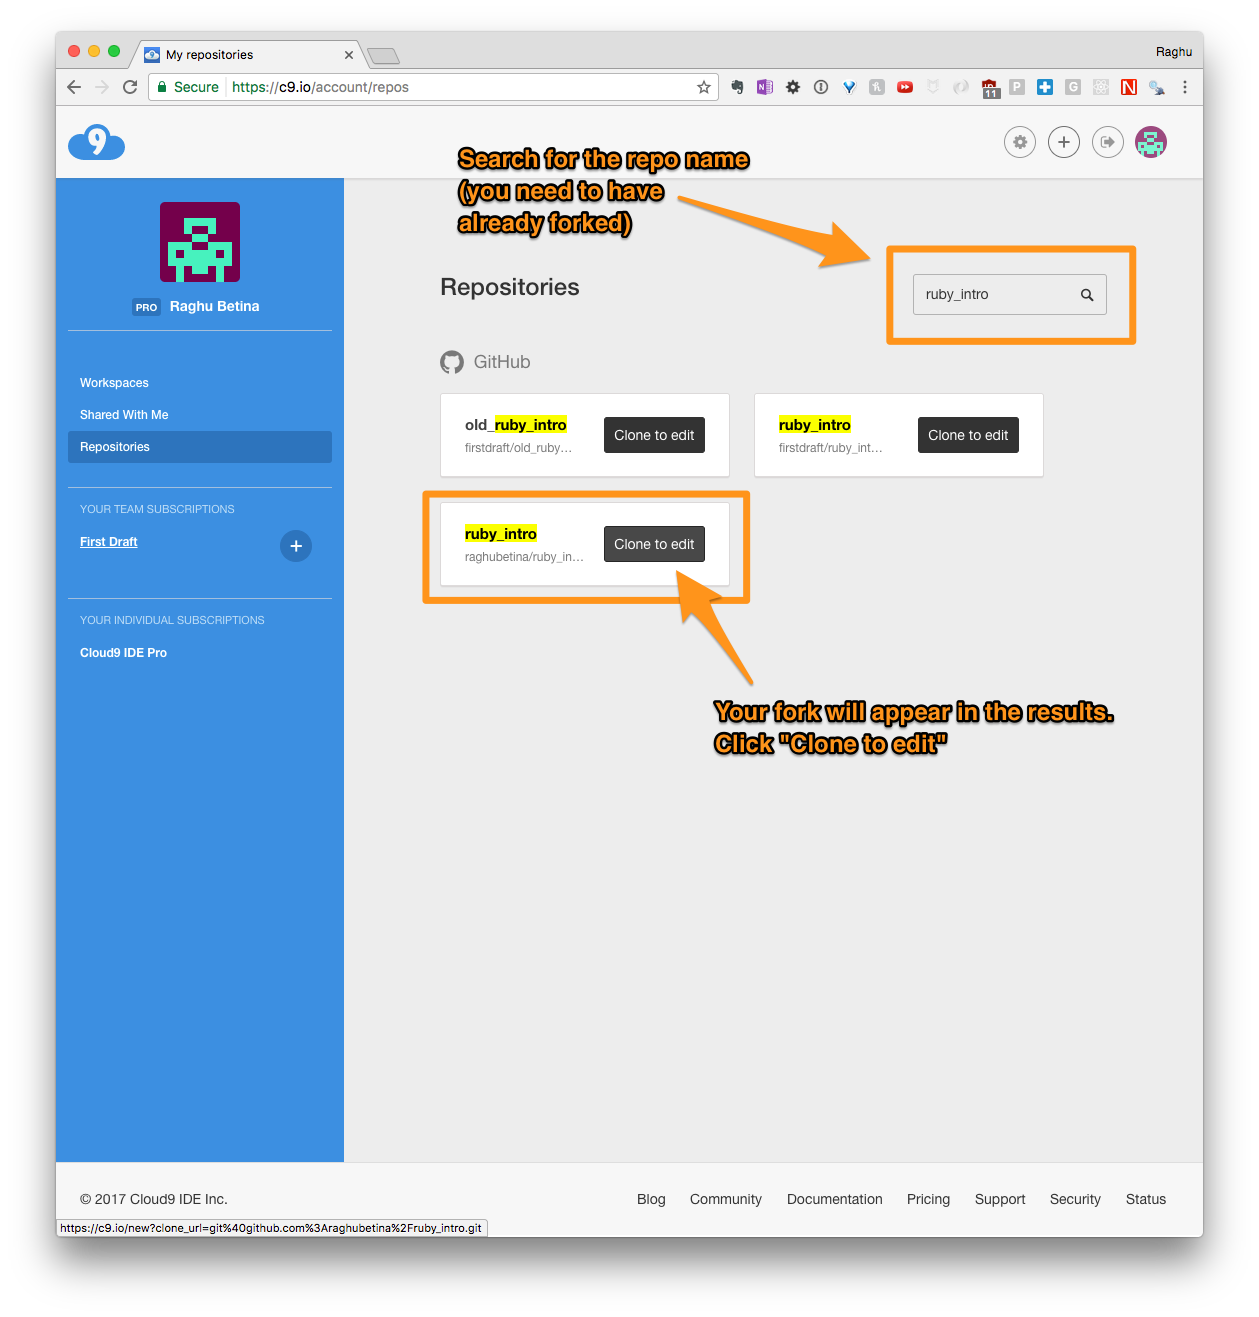 My repositories
Raghu
Secure
https://c9.io/account/repos
11
9
Search for the repo name
(you need to have
already forked)
PRO Raghu Betina
Repositories
ruby_intro
Workspaces
Shared With Me
Repositories
GitHub
old_ruby_intro
firstdraft/old_ruby...
Clone to edit
ruby_intro
firstdraft/ruby_int...
Clone to edit
YOUR TEAM SUBSCRIPTIONS
First Draft
ruby_intro
raghubetina/ruby_in...
Clone to edit
YOUR INDIVIDUAL SUBSCRIPTIONS
Cloud9 IDE Pro
Your fork will appear in the results.
Click "Clone to edit"
© 2017 Cloud9 IDE Inc.
Blog Community Documentation Pricing Support Security Status
https://c9.io/new?clone_url=git%40github.com%3Araghubetina%2Fruby_intro.git